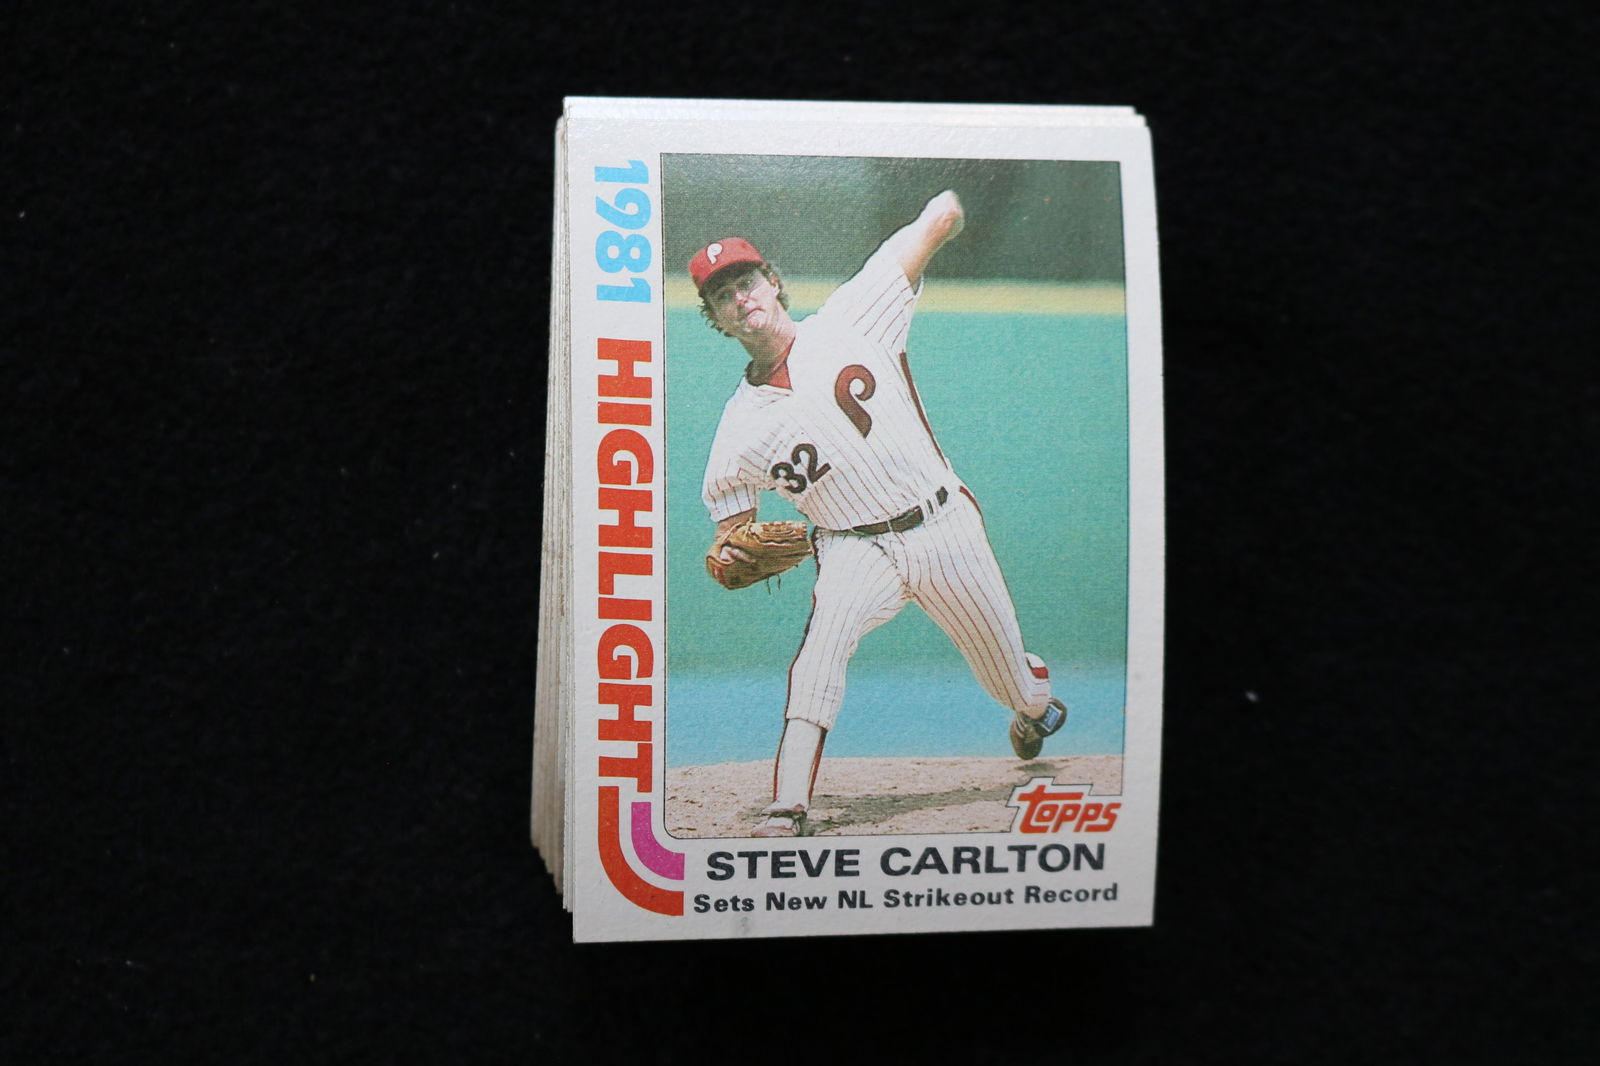 1981 HIGHLIGHT
P
P
32
topps
STEVE CARLTON
Sets New NL Strikeout Record